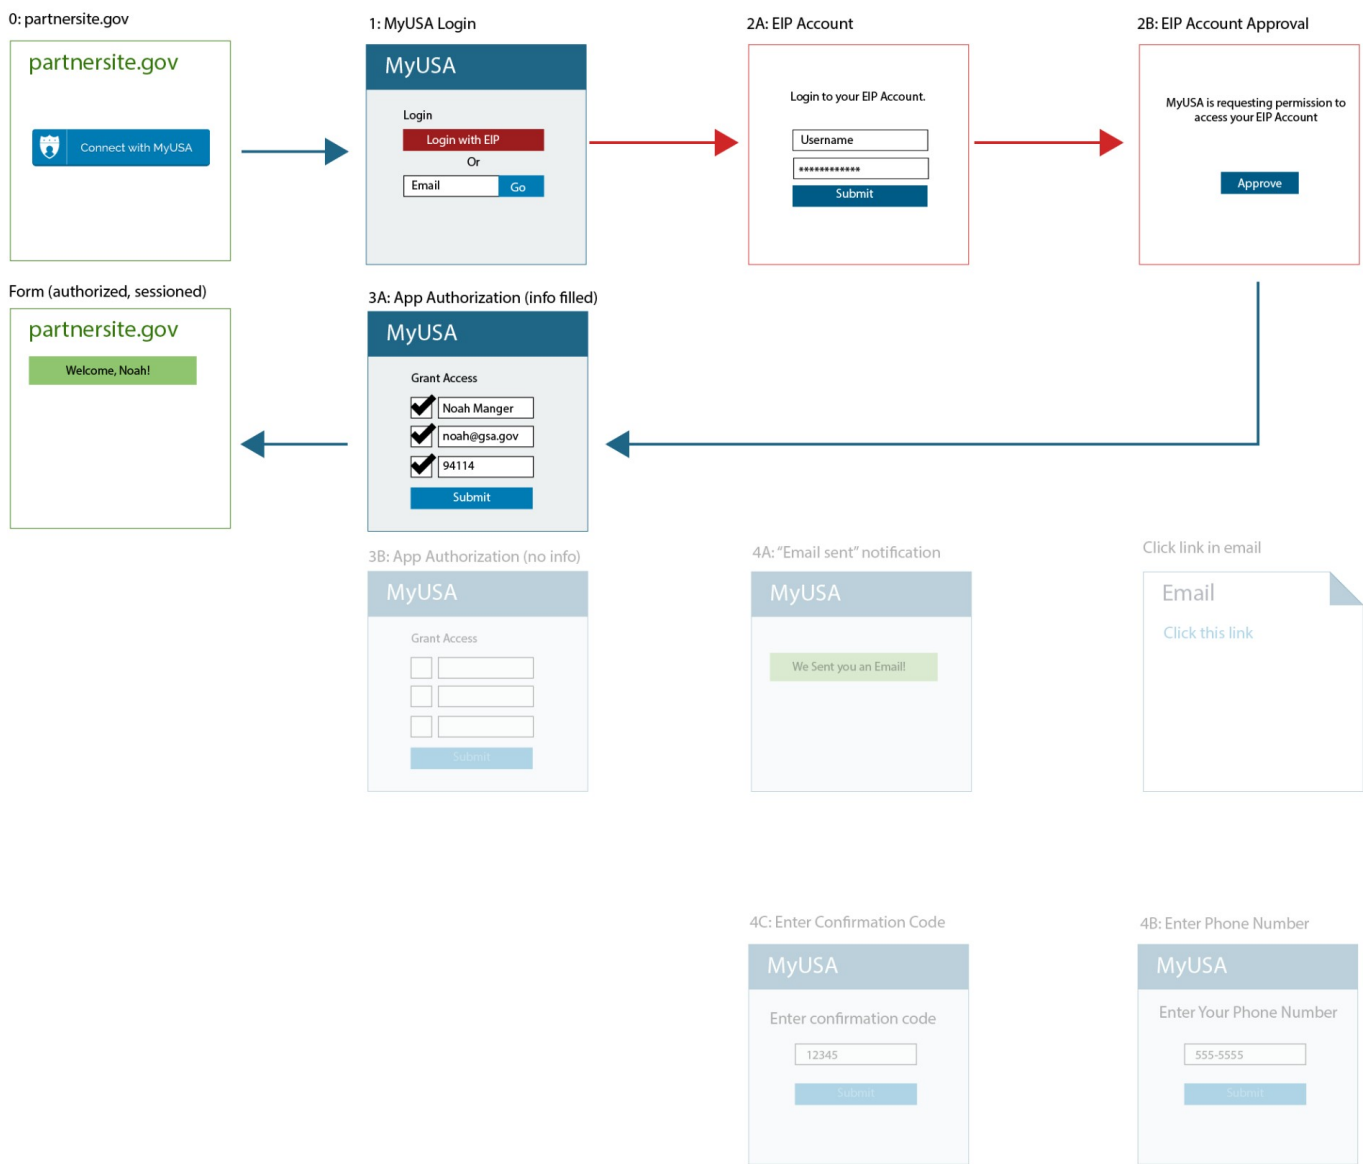 0: partnersite.gov
1: MyUSA Login
2A: EIP Account
2B: EIP Account Approval
partnersite.gov
Connect with MyUSA
MyUSA
Login
Login with EIP
Or
Email
Go
Login to your EIP Account.
Username
************
Submit
MyUSA is requesting permission to
access your EIP Account
Approve
Form (authorized, sessioned)
partnersite.gov
Welcome, Noah!
3A: App Authorization (info filled)
MyUSA
Grant Access
Noah Manger
noah@gsa.gov
94114
Submit
3B: App Authorization (no info)
MyUSA
Grant Access
Submit
4A: “Email sent” notification
MyUSA
We Sent you an Email!
Click link in email
Email
Click this link
4C: Enter Confirmation Code
MyUSA
Enter confirmation code
12345
Submit
4B: Enter Phone Number
MyUSA
Enter Your Phone Number
555-5555
Submit